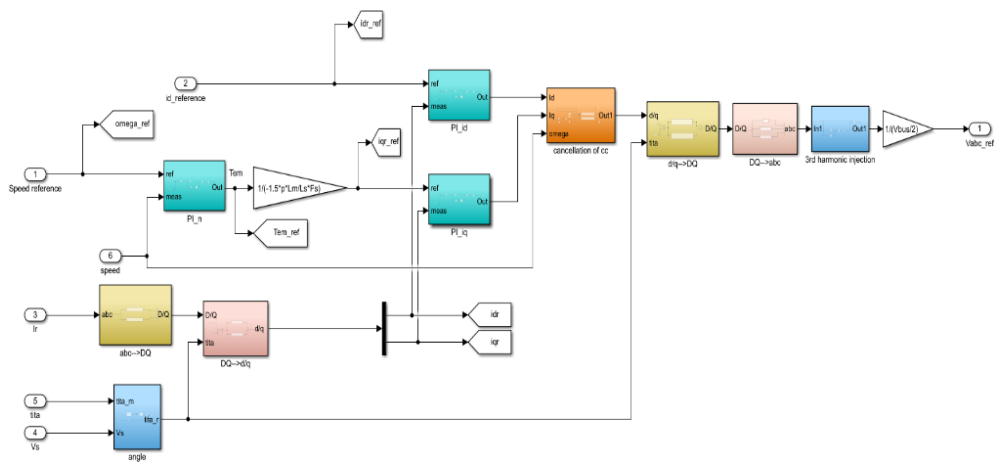 idr_ref
2
id_reference
ref
meas
Out
PI_id
omega_ref
iqr_ref
Id
Iq
omega
Out1
cancellation of cc
d/q
tita
D/Q
d/q-->DQ
D/Q
abc
DQ-->abc
In1
Out1
3rd harmonic injection
1/(Vbus/2)
1
Vabc_ref
1
Speed reference
ref
meas
Out
PI_n
Tem
1/(-1.5*p*Lm/Ls*Fs)
Tem_ref
ref
meas
Out
PI_iq
6
speed
3
Ir
abc
D/Q
abc-->DQ
D/Q
tita
d/q
DQ-->d/q
idr
iqr
5
tita
4
Vs
tita_m
Vs
tita_r
angle